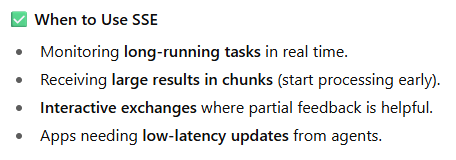 ✅ When to Use SSE
• Monitoring long-running tasks in real time.
• Receiving large results in chunks (start processing early).
• Interactive exchanges where partial feedback is helpful.
• Apps needing low-latency updates from agents.